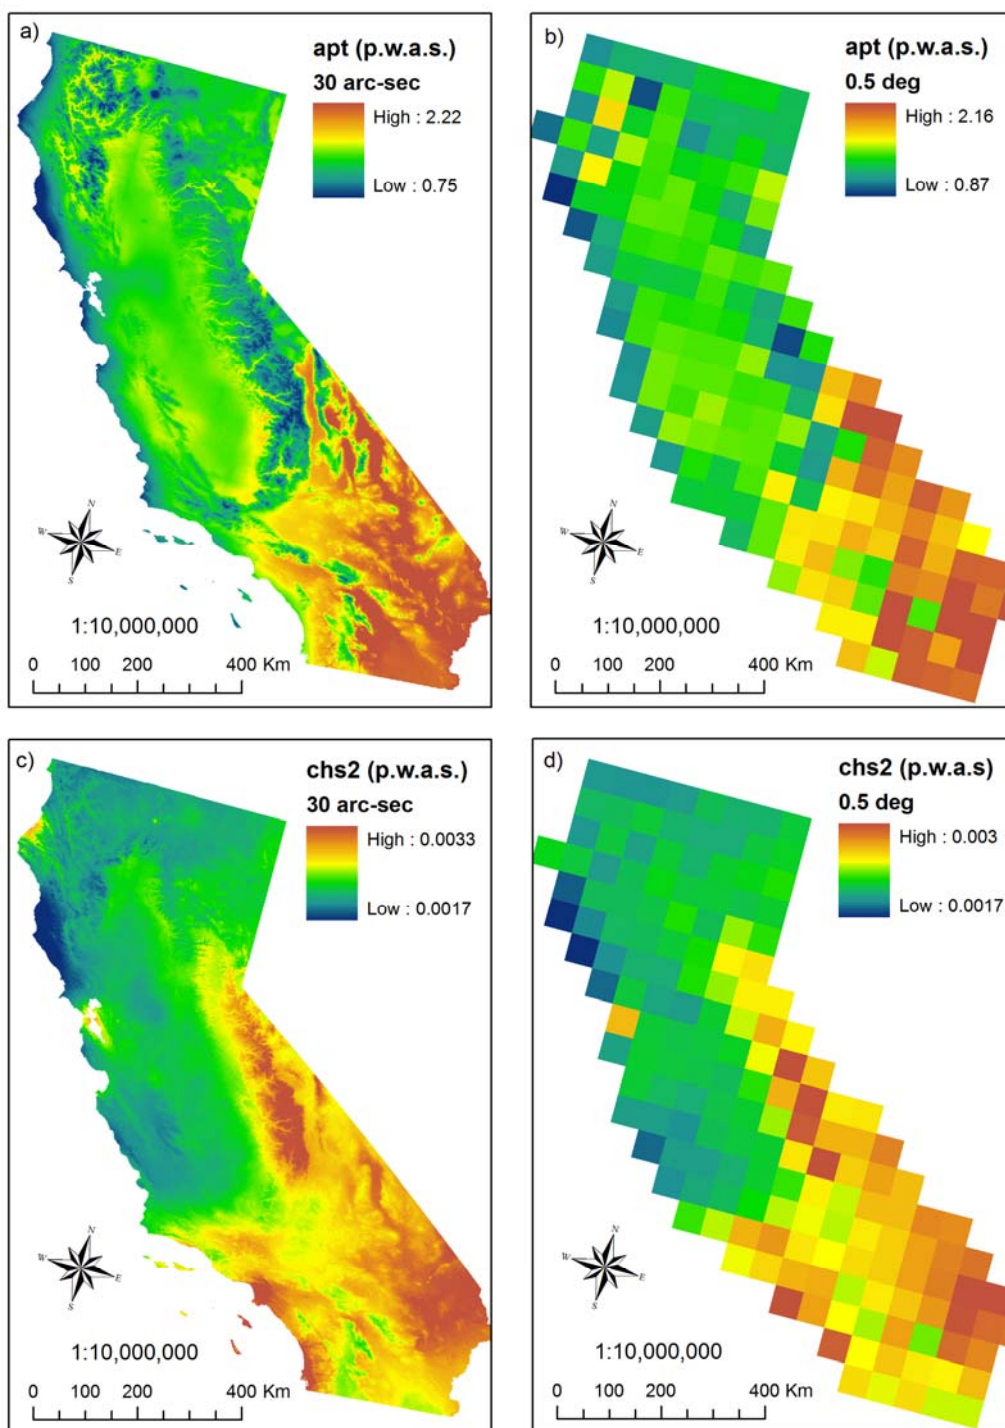 a)
apt (p.w.a.s.)
30 arc-sec
High : 2.22
Low : 0.75
N
W
E
S
1:10,000,000
0 100 200 400 Km
b)
apt (p.w.a.s.)
0.5 deg
High : 2.16
Low : 0.87
N
W
E
S
1:10,000,000
0 100 200 400 Km
c)
chs2 (p.w.a.s.)
30 arc-sec
High : 0.0033
Low : 0.0017
N
W
E
S
1:10,000,000
0 100 200 400 Km
d)
chs2 (p.w.a.s)
0.5 deg
High : 0.003
Low : 0.0017
N
W
E
S
1:10,000,000
0 100 200 400 Km